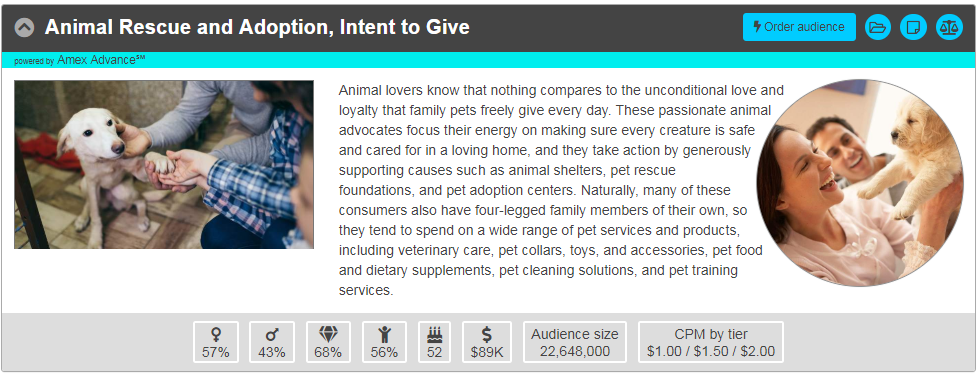 Animal Rescue and Adoption, Intent to Give
Order audience
powered by Amex Advance℠
Animal lovers know that nothing compares to the unconditional love and
loyalty that family pets freely give every day. These passionate animal
advocates focus their energy on making sure every creature is safe
and cared for in a loving home, and they take action by generously
supporting causes such as animal shelters, pet rescue
foundations, and pet adoption centers. Naturally, many of these
consumers also have four-legged family members of their own, so
they tend to spend on a wide range of pet services and products,
including veterinary care, pet collars, toys, and accessories, pet food
and dietary supplements, pet cleaning solutions, and pet training
services.
57%
43%
68%
56%
52
$89K
Audience size
22,648,000
CPM by tier
$1.00 / $1.50 / $2.00